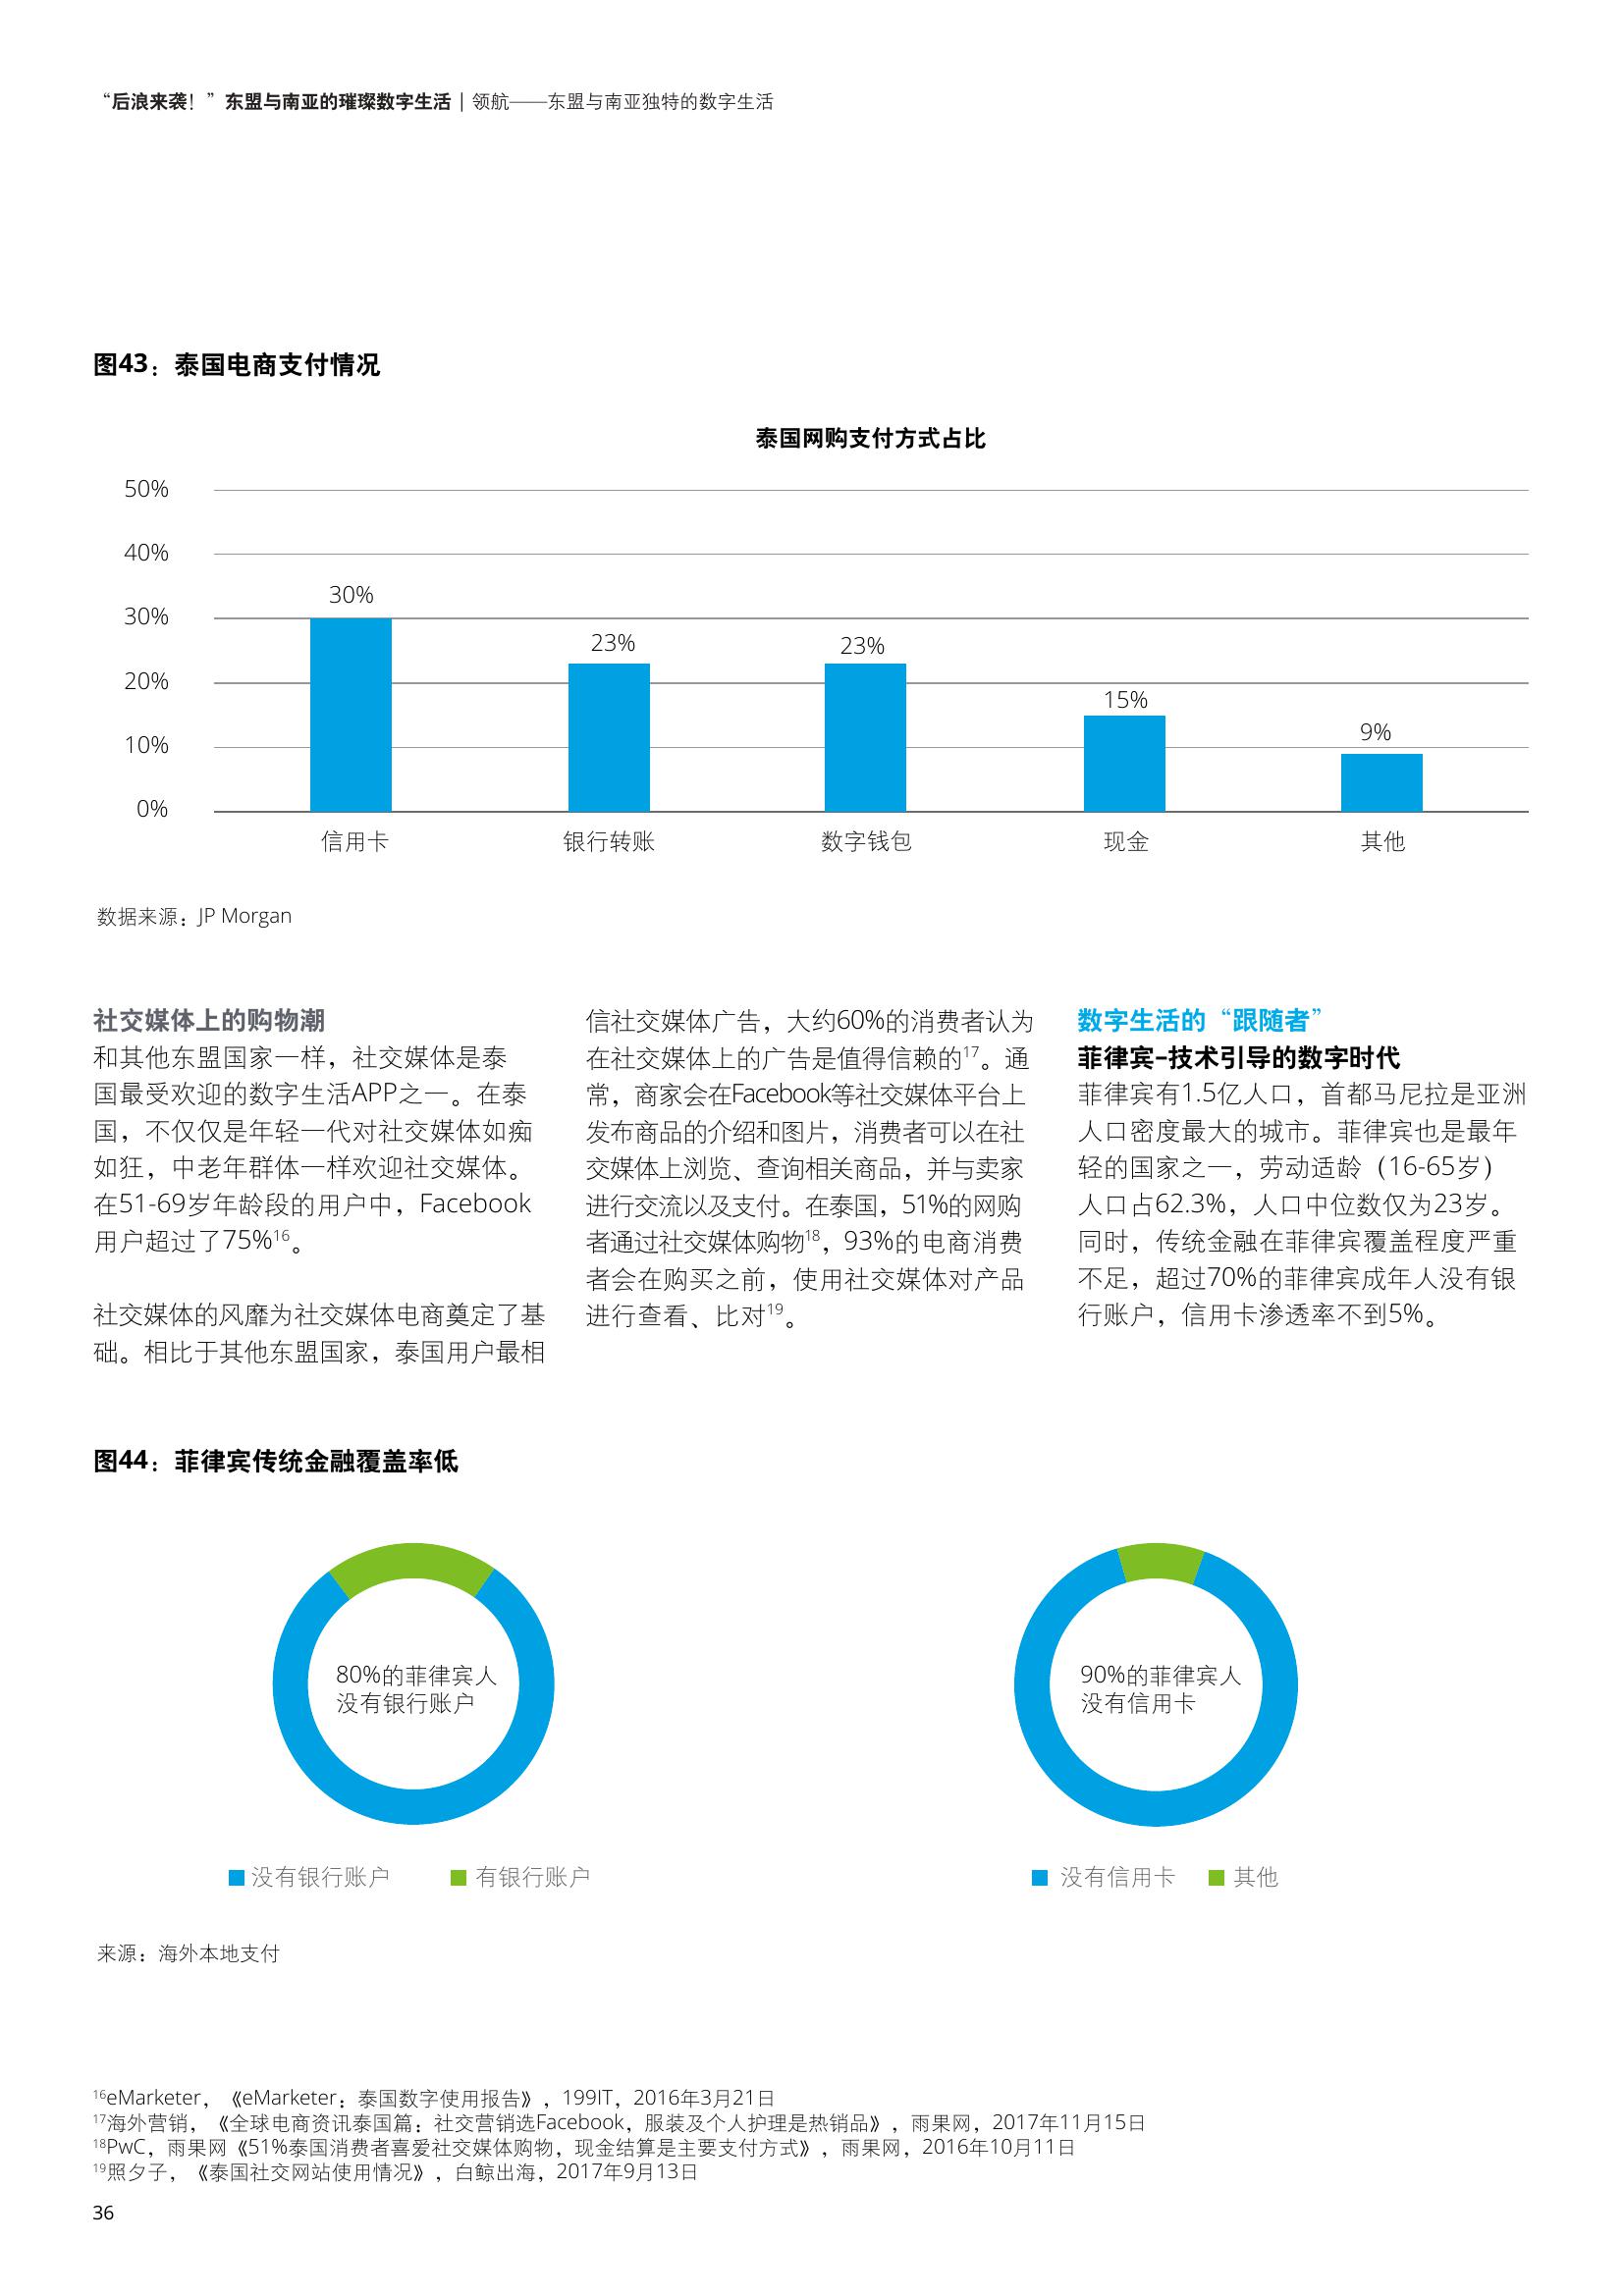 “后浪来袭！”东盟与南亚的璀璨数字生活 | 领航——东盟与南亚独特的数字生活
图43：泰国电商支付情况
泰国网购支付方式占比
50%
40%
30%
20%
10%
0%
30%
23%
23%
15%
9%
信用卡
银行转账
数字钱包
现金
其他
数据来源：JP Morgan
社交媒体上的购物潮
和其他东盟国家一样，社交媒体是泰
国最受欢迎的数字生活APP之一。在泰
国，不仅仅是年轻一代对社交媒体如痴
如狂，中老年群体一样欢迎社交媒体。
在51-69岁年龄段的用户中，Facebook
用户超过了75%16。
社交媒体的风靡为社交媒体电商奠定了基
础。相比于其他东盟国家，泰国用户最相
信社交媒体广告，大约60%的消费者认为
在社交媒体上的广告是值得信赖的17。通
常，商家会在Facebook等社交媒体平台上
发布商品的介绍和图片，消费者可以在社
交媒体上浏览、查询相关商品，并与卖家
进行交流以及支付。在泰国，51%的网购
者通过社交媒体购物18，93%的电商消费
者会在购买之前，使用社交媒体对产品
进行查看、比对19。
数字生活的“跟随者”
菲律宾–技术引导的数字时代
菲律宾有1.5亿人口，首都马尼拉是亚洲
人口密度最大的城市。菲律宾也是最年
轻的国家之一，劳动适龄（16-65岁）
人口占62.3%，人口中位数仅为23岁。
同时，传统金融在菲律宾覆盖程度严重
不足，超过70%的菲律宾成年人没有银
行账户，信用卡渗透率不到5%。
图44：菲律宾传统金融覆盖率低
80%的菲律宾人
没有银行账户
没有银行账户
有银行账户
90%的菲律宾人
没有信用卡
没有信用卡
其他
来源：海外本地支付
16eMarketer，《eMarketer：泰国数字使用报告》，199IT，2016年3月21日
17海外营销，《全球电商资讯泰国篇：社交营销选Facebook，服装及个人护理是热销品》，雨果网，2017年11月15日
18PwC，雨果网《51%泰国消费者喜爱社交媒体购物，现金结算是主要支付方式》，雨果网，2016年10月11日
19照夕子，《泰国社交网站使用情况》，白鲸出海，2017年9月13日
36